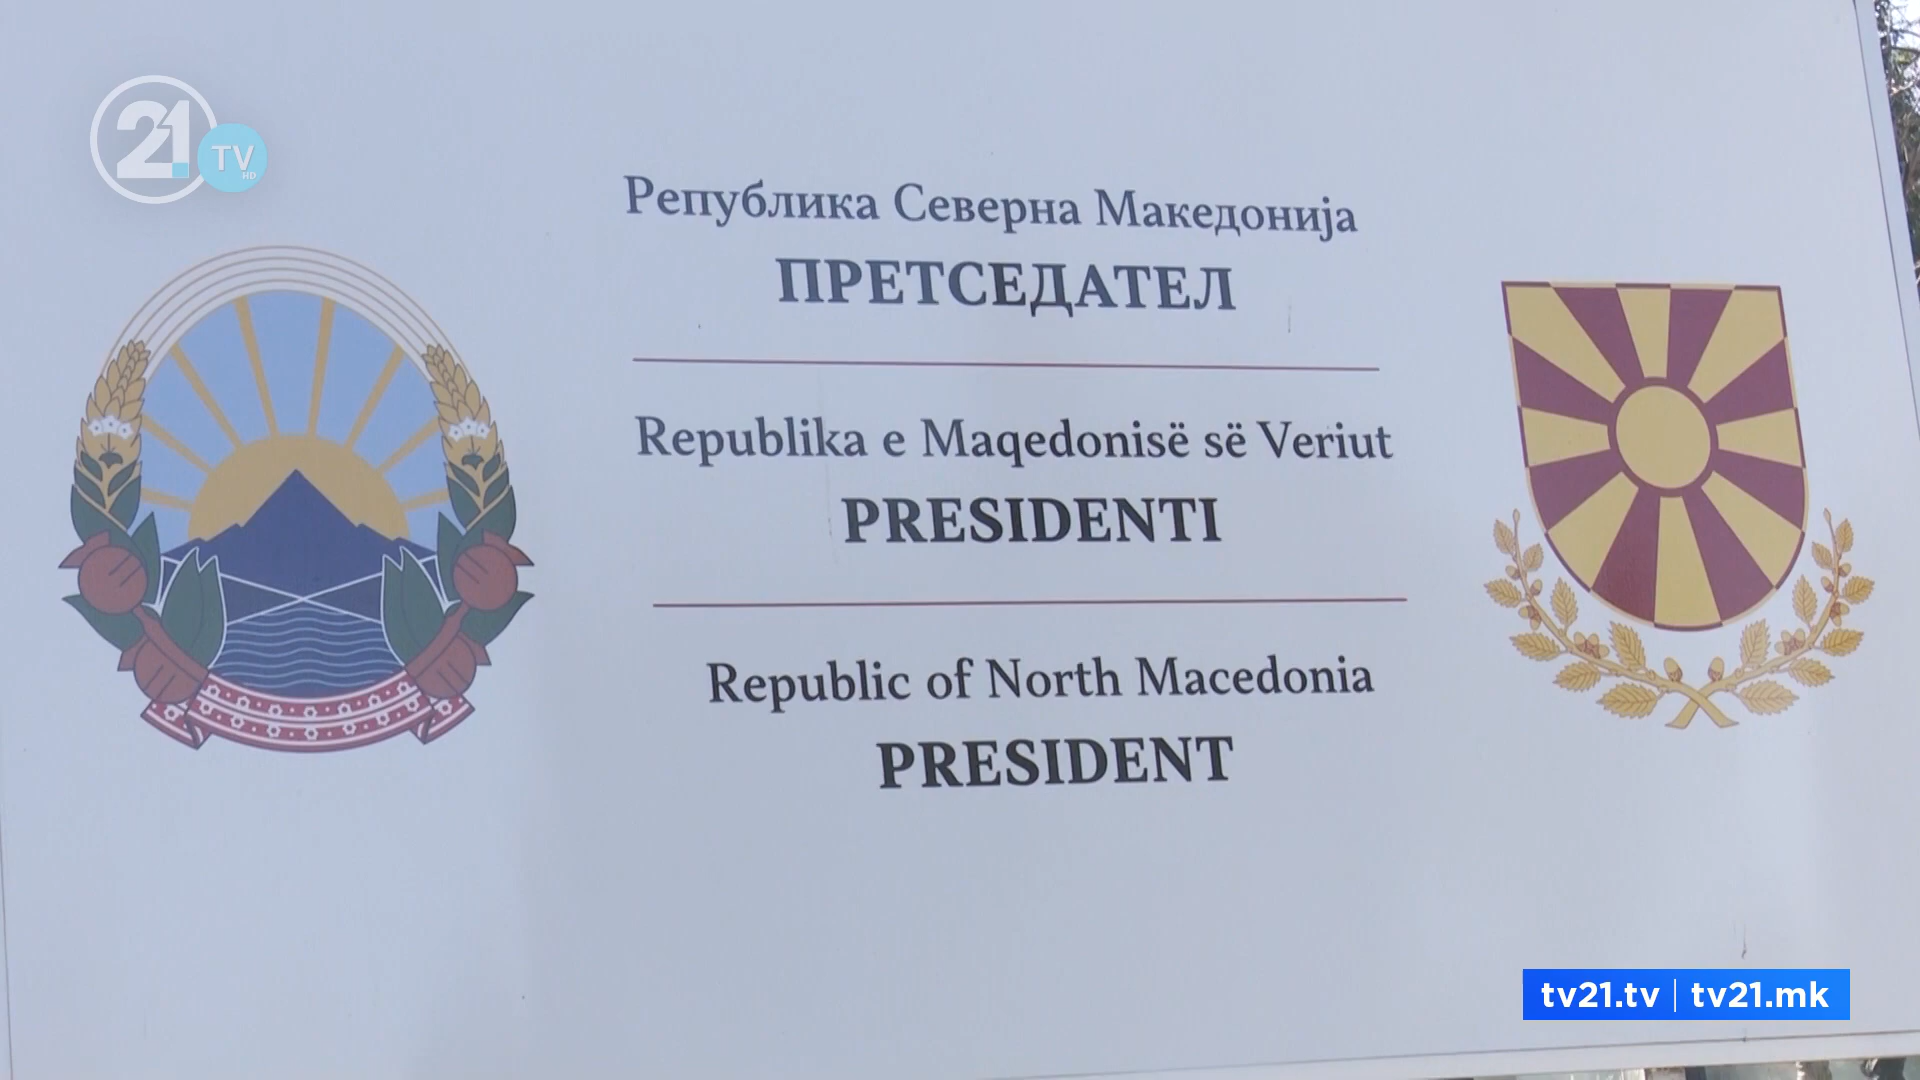 21 TV HD
Република Северна Македонија
ПРЕТСЕДАТЕЛ
Republika e Maqedonisë së Veriut
PRESIDENTI
Republic of North Macedonia
PRESIDENT
tv21.tv | tv21.mk